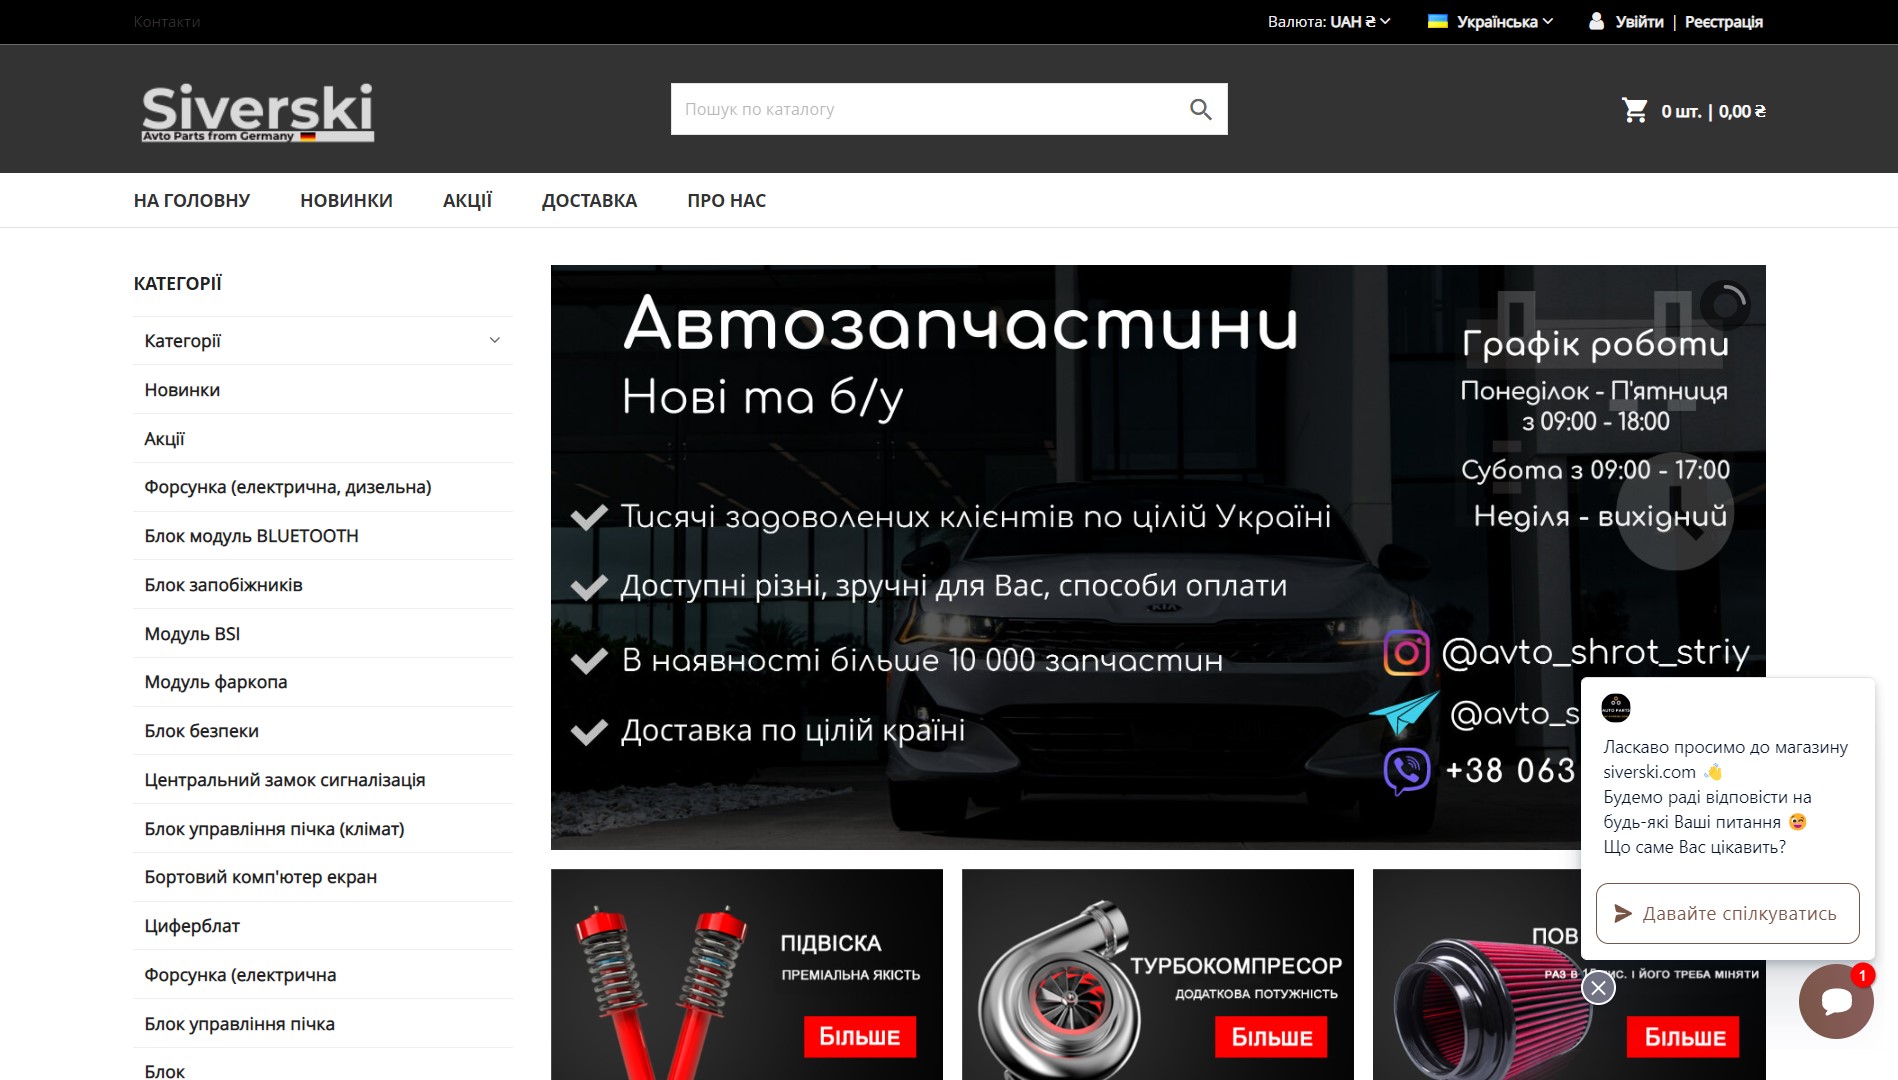 Контакти
Валюта: UAH ₴
Українська
Увійти | Реєстрація
Siverski
Avto Parts from Germany
Пошук по каталогу
0 шт. | 0,00 ₴
НА ГОЛОВНУ
НОВИНКИ
АКЦІЇ
ДОСТАВКА
ПРО НАС
КАТЕГОРІЇ
Категорії
Новинки
Акції
Форсунка (електрична, дизельна)
Блок модуль BLUETOOTH
Блок запобіжників
Модуль BSI
Модуль фаркопа
Блок безпеки
Центральний замок сигналізація
Блок управління пічка (клімат)
Бортовий комп'ютер екран
Циферблат
Форсунка (електрична
Блок управління пічка
Блок
Автозапчастини
Нові та б/у
Тисячі задоволених клієнтів по цілій Україні
Доступні різні, зручні для Вас, способи оплати
В наявності більше 10 000 запчастин
Доставка по цілій країні
Графік роботи
Понеділок - П'ятниця
з 09:00 - 18:00
Субота з 09:00 - 17:00
Неділя - вихідний
KIA
@avto_shrot_striy
@avto_s
+38 063
ПІДВІСКА
ПРЕМІАЛЬНА ЯКІСТЬ
БІЛЬШЕ
ТУРБОКОМПРЕСОР
ДОДАТКОВА ПОТУЖНІСТЬ
БІЛЬШЕ
ПОВ
РАЗ В 15 ТИС. І ЙОГО ТРЕБА МІНЯТИ
БІЛЬШЕ
AUTO PARTS
Ласкаво просимо до магазину
siverski.com 👋
Будемо раді відповісти на
будь-які Ваші питання 😉
Що саме Вас цікавить?
Давайте спілкуватись
1